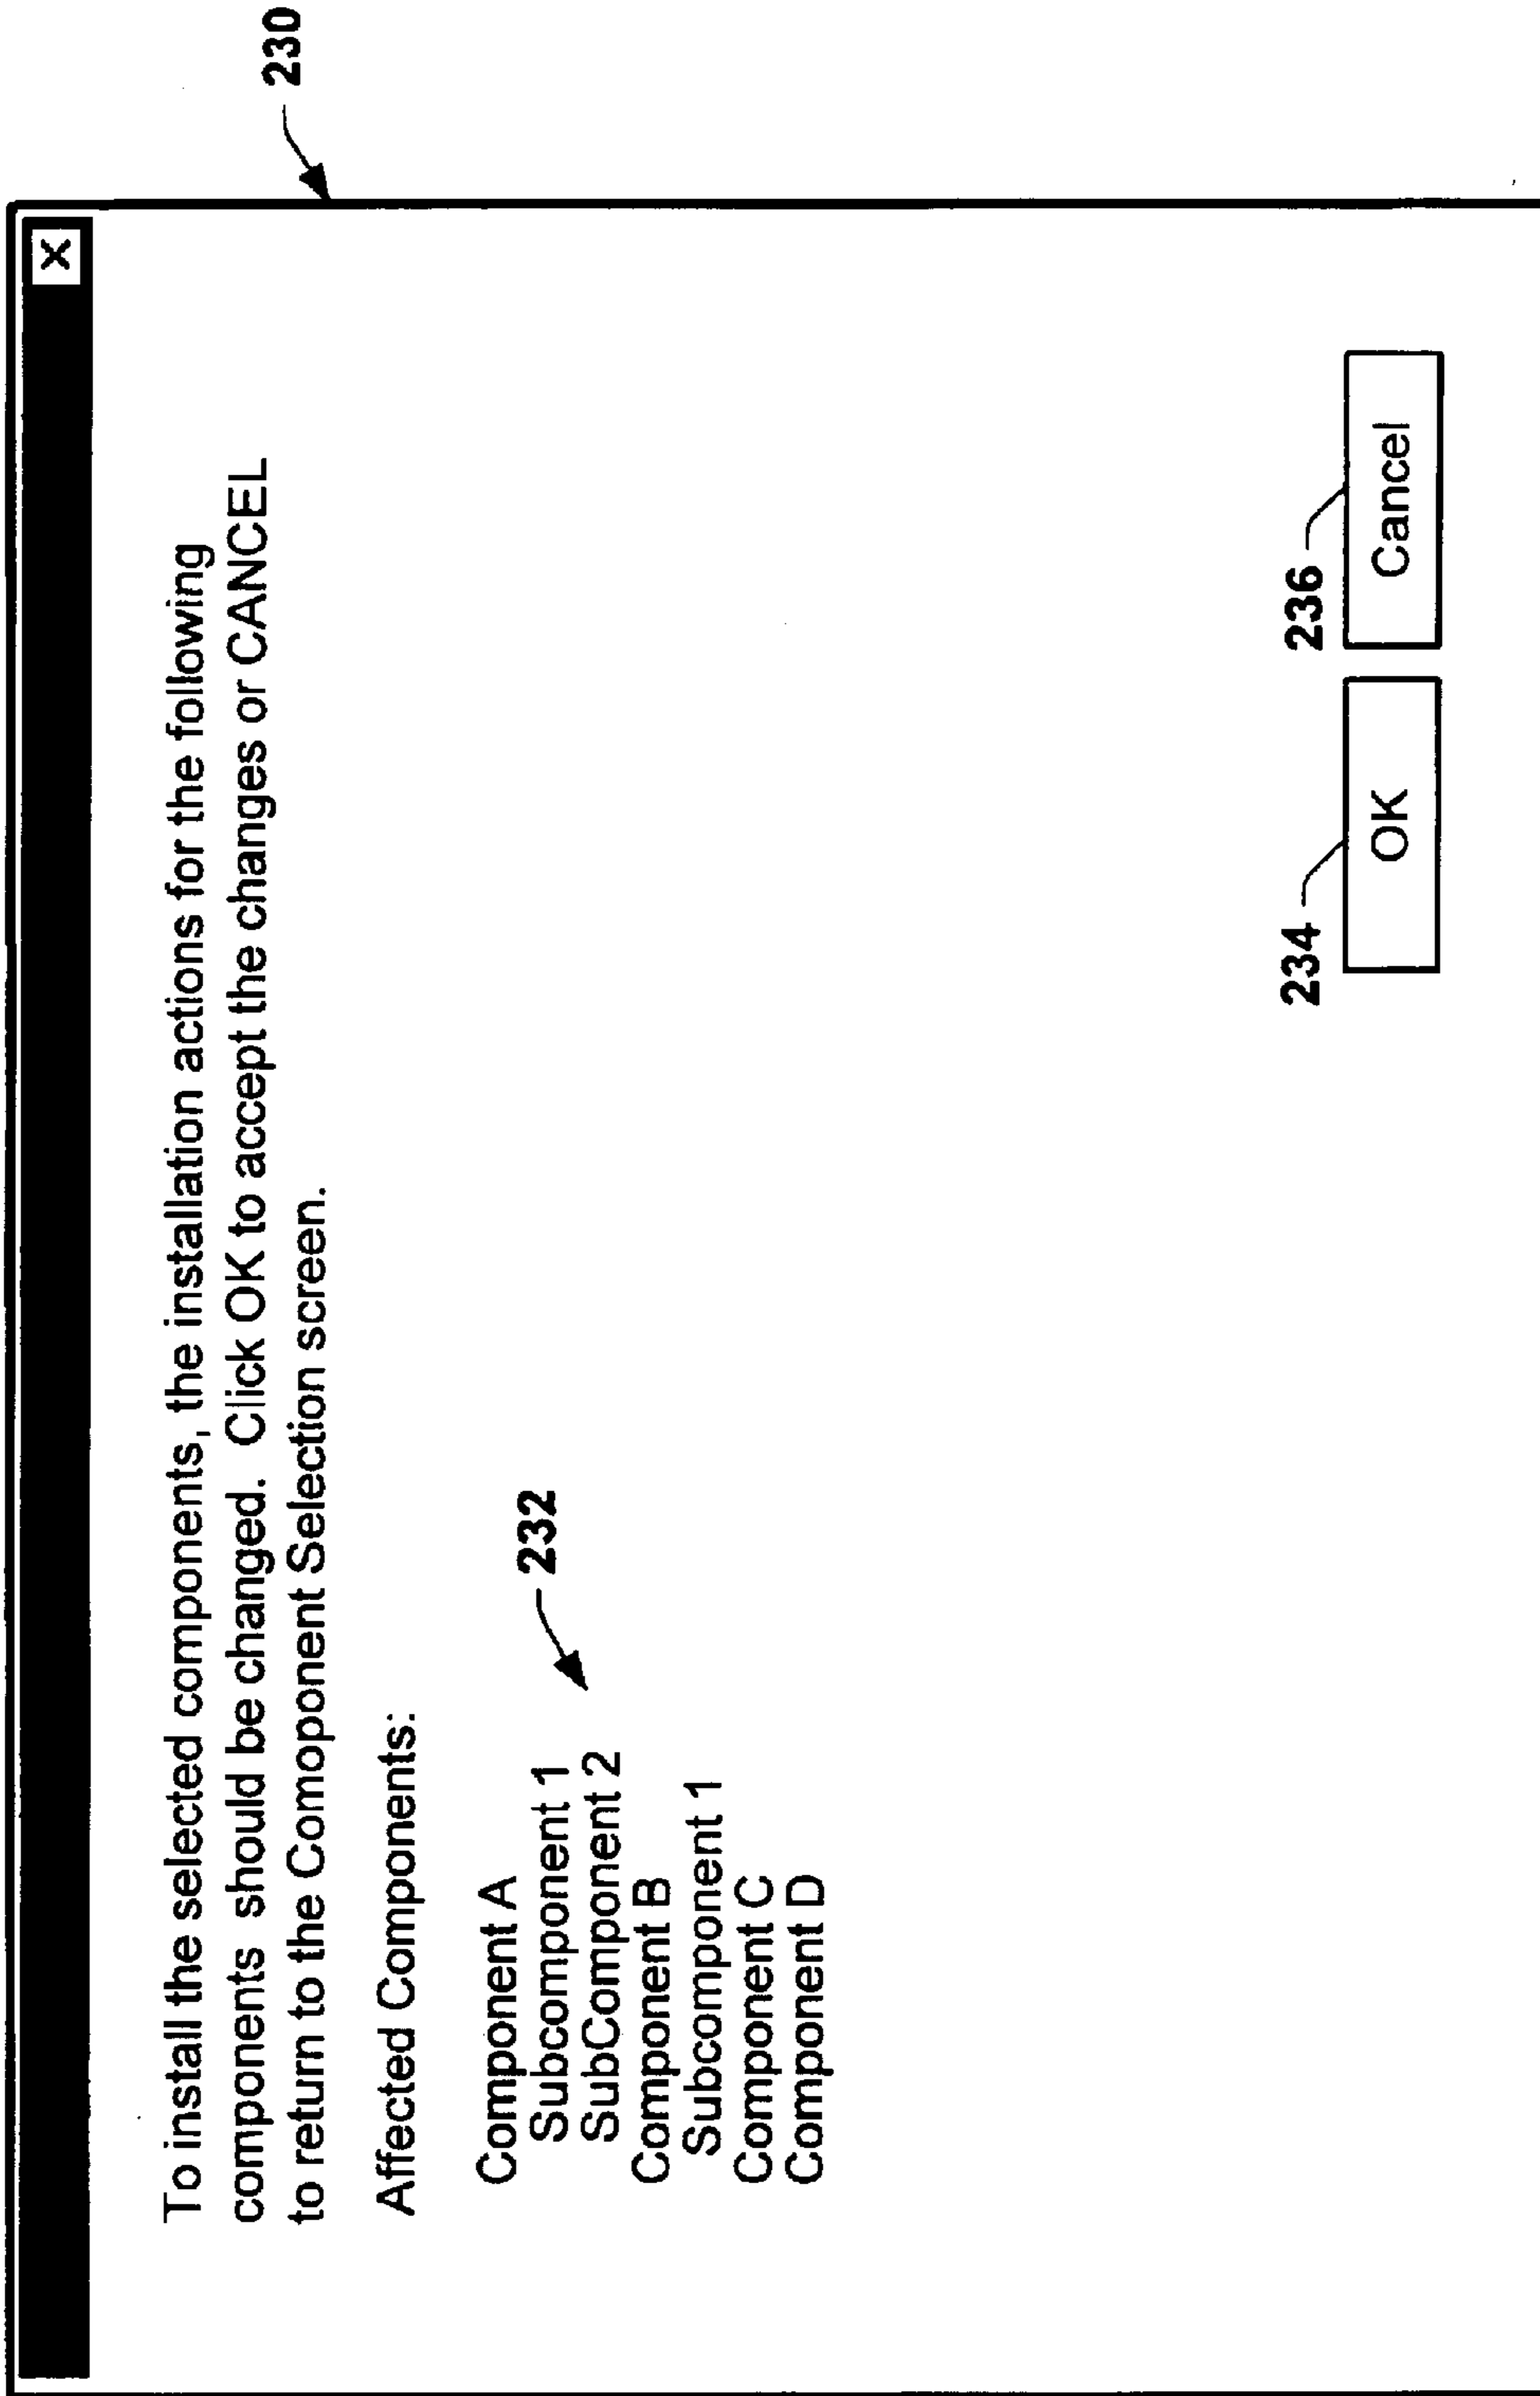 230
X
To install the selected components, the installation actions for the following
components should be changed. Click OK to accept the changes or CANCEL
to return to the Comoponent Selection screen.
Affected Components:
232
Component A
Subcomponent 1
SubComponent 2
Component B
Subcomponent 1
Component C
Component D
234
236
OK
Cancel